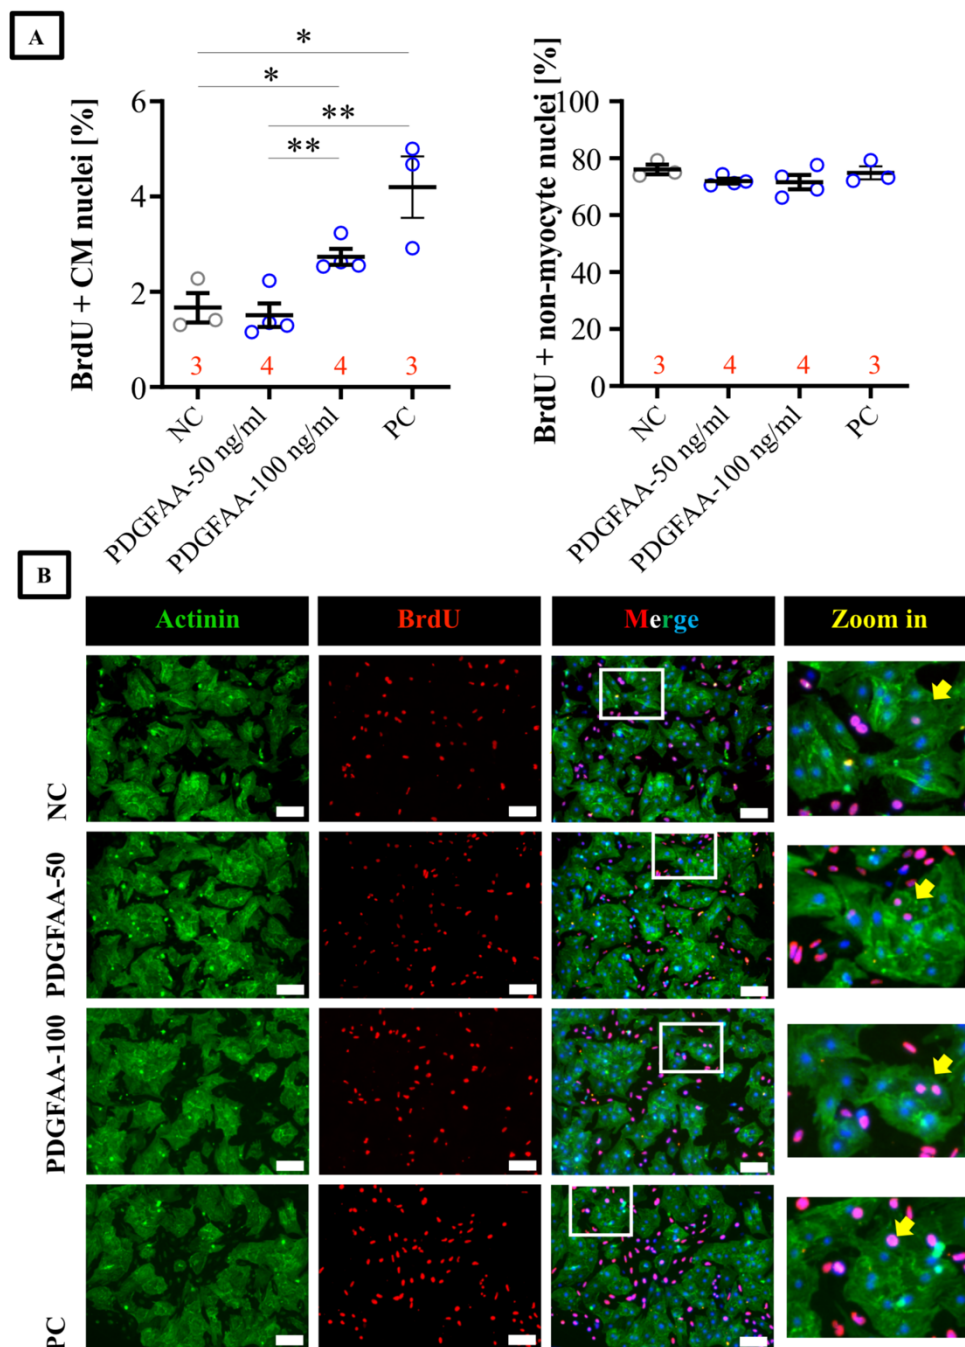 A
*
*
**
**
BrdU + CM nuclei [%]
6
4
2
0
3 4 4 3
NC
PDGFAA-50 ng/ml
PDGFAA-100 ng/ml
PC
BrdU + non-myocyte nuclei [%]
100
80
60
40
20
0
3 4 4 3
NC
PDGFAA-50 ng/ml
PDGFAA-100 ng/ml
PC
B
Actinin BrdU Merge Zoom in
NC
PDGFAA-50
PDGFAA-100
PC